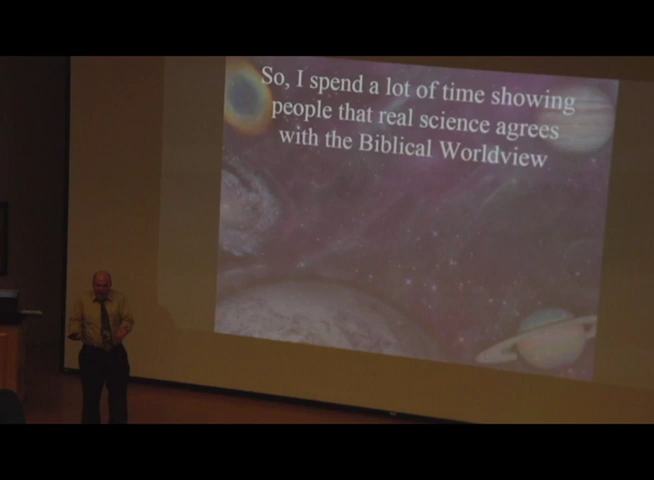 So, I spend a lot of time showing
people that real science agrees
with the Biblical Worldview